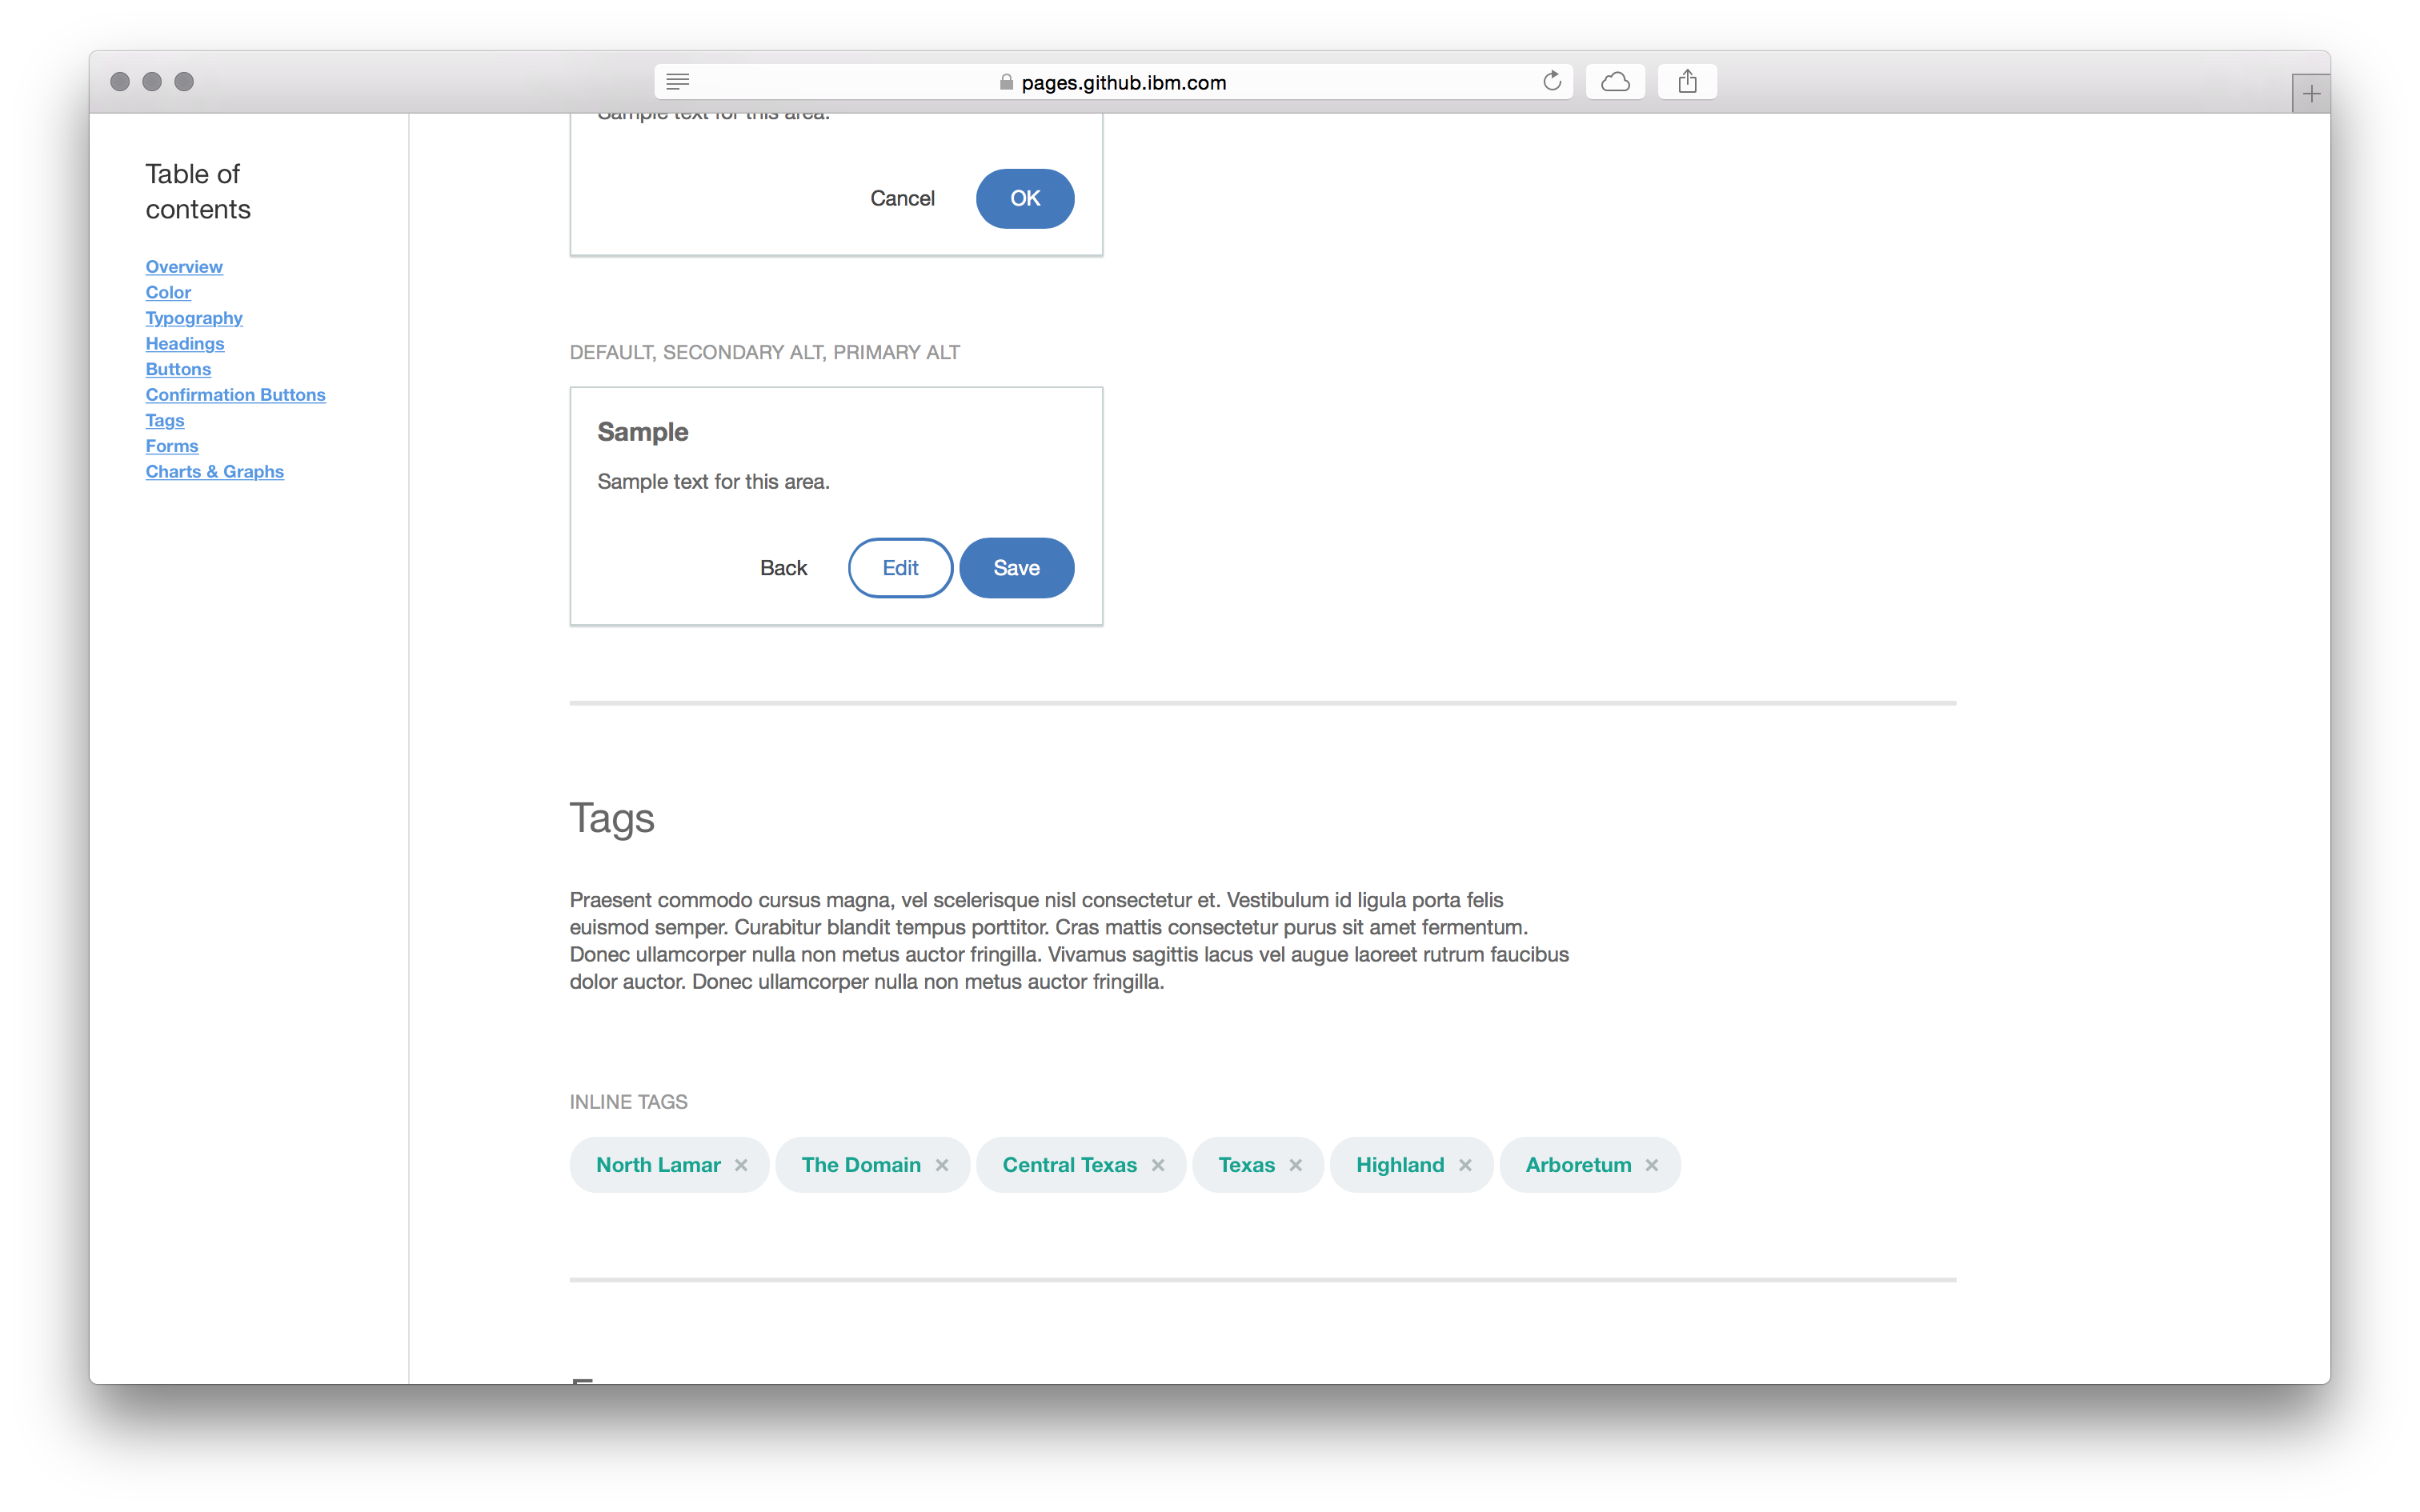 pages.github.ibm.com
Table of
contents
Overview
Color
Typography
Headings
Buttons
Confirmation Buttons
Tags
Forms
Charts & Graphs
Sample text for this area.
Cancel
OK
DEFAULT, SECONDARY ALT, PRIMARY ALT
Sample
Sample text for this area.
Back
Edit
Save
Tags
Praesent commodo cursus magna, vel scelerisque nisl consectetur et. Vestibulum id ligula porta felis
euismod semper. Curabitur blandit tempus porttitor. Cras mattis consectetur purus sit amet fermentum.
Donec ullamcorper nulla non metus auctor fringilla. Vivamus sagittis lacus vel augue laoreet rutrum faucibus
dolor auctor. Donec ullamcorper nulla non metus auctor fringilla.
INLINE TAGS
North Lamar × The Domain × Central Texas × Texas × Highland × Arboretum ×